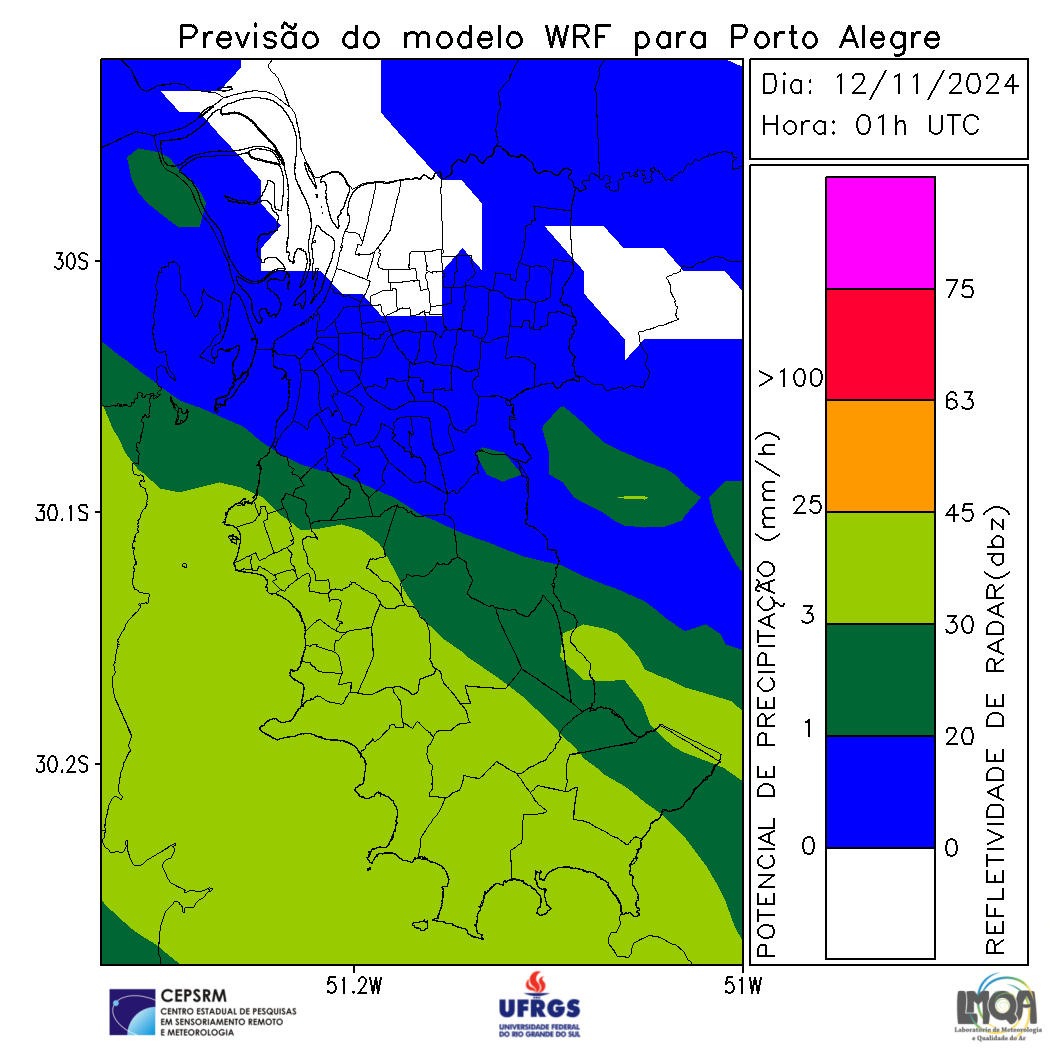 Previsão do modelo WRF para Porto Alegre
Dia: 12/11/2024
Hora: 01h UTC
30S
30.1S
30.2S
51.2W
51W
POTENCIAL DE PRECIPITAÇÃO (mm/h)
>100
25
3
1
0
75
63
45
30
20
0
REFLETIVIDADE DE RADAR(dbz)
CEPSRM
CENTRO ESTADUAL DE PESQUISAS
EM SENSORIAMENTO REMOTO
E METEOROLOGIA
UFRGS
UNIVERSIDADE FEDERAL
DO RIO GRANDE DO SUL
LMQA
Laboratório de Meteorologia
e Qualidade do Ar